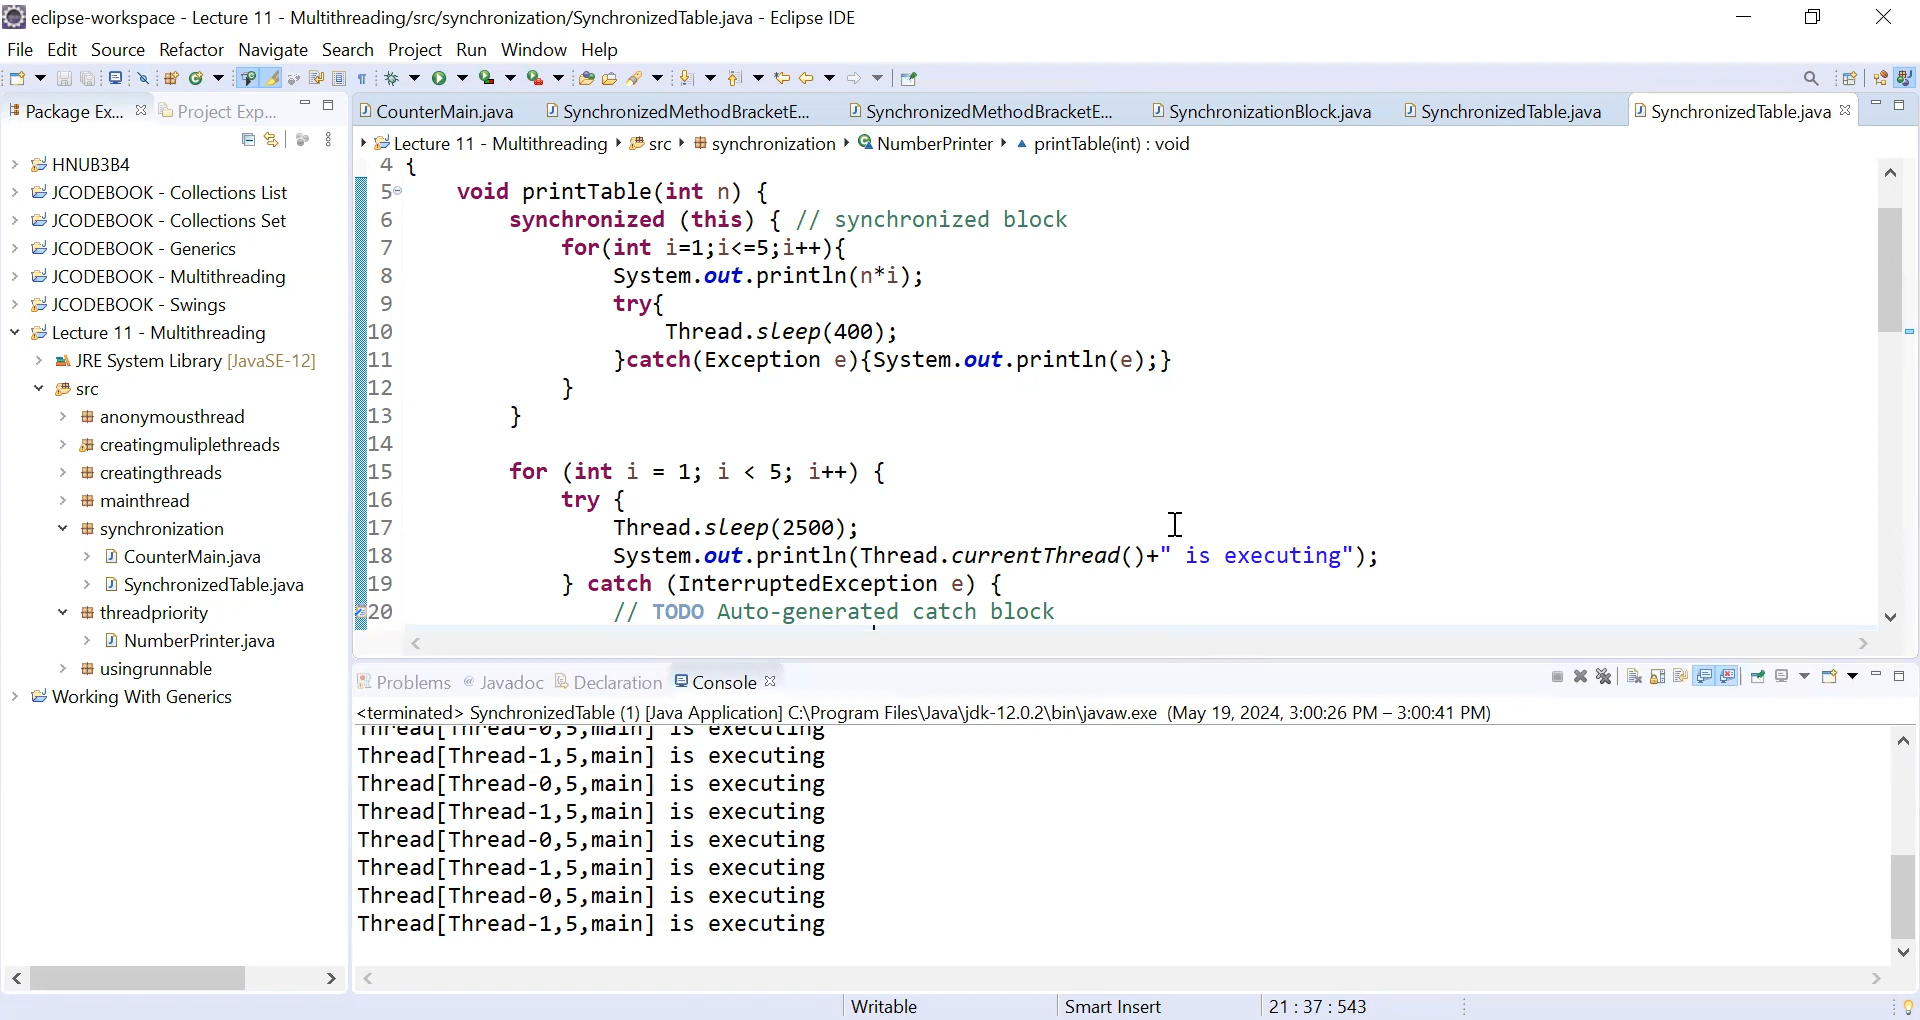 eclipse-workspace - Lecture 11 - Multithreading/src/synchronization/SynchronizedTable.java - Eclipse IDE
File Edit Source Refactor Navigate Search Project Run Window Help
Package Ex... Project Exp...
HNUB3B4
JCODEBOOK - Collections List
JCODEBOOK - Collections Set
JCODEBOOK - Generics
JCODEBOOK - Multithreading
JCODEBOOK - Swings
Lecture 11 - Multithreading
JRE System Library [JavaSE-12]
src
anonymousthread
creatingmuliplethreads
creatingthreads
mainthread
synchronization
CounterMain.java
SynchronizedTable.java
threadpriority
NumberPrinter.java
usingrunnable
Working With Generics
CounterMain.java SynchronizedMethodBracketE... SynchronizedMethodBracketE... SynchronizationBlock.java SynchronizedTable.java SynchronizedTable.java
Lecture 11 - Multithreading src synchronization NumberPrinter printTable(int) : void
4 {
5 void printTable(int n) {
6 synchronized (this) { // synchronized block
7 for(int i=1;i<=5;i++){
8 System.out.println(n*i);
9 try{
10 Thread.sleep(400);
11 }catch(Exception e){System.out.println(e);}
12 }
13 }
14
15 for (int i = 1; i < 5; i++) {
16 try {
17 Thread.sleep(2500);
18 System.out.println(Thread.currentThread()+" is executing");
19 } catch (InterruptedException e) {
20 // TODO Auto-generated catch block
Problems @ Javadoc Declaration Console
<terminated> SynchronizedTable (1) [Java Application] C:\Program Files\Java\jdk-12.0.2\bin\javaw.exe (May 19, 2024, 3:00:26 PM – 3:00:41 PM)
Thread[Thread-0,5,main] is executing
Thread[Thread-1,5,main] is executing
Thread[Thread-0,5,main] is executing
Thread[Thread-1,5,main] is executing
Thread[Thread-0,5,main] is executing
Thread[Thread-1,5,main] is executing
Thread[Thread-0,5,main] is executing
Thread[Thread-1,5,main] is executing
Writable Smart Insert 21 : 37 : 543